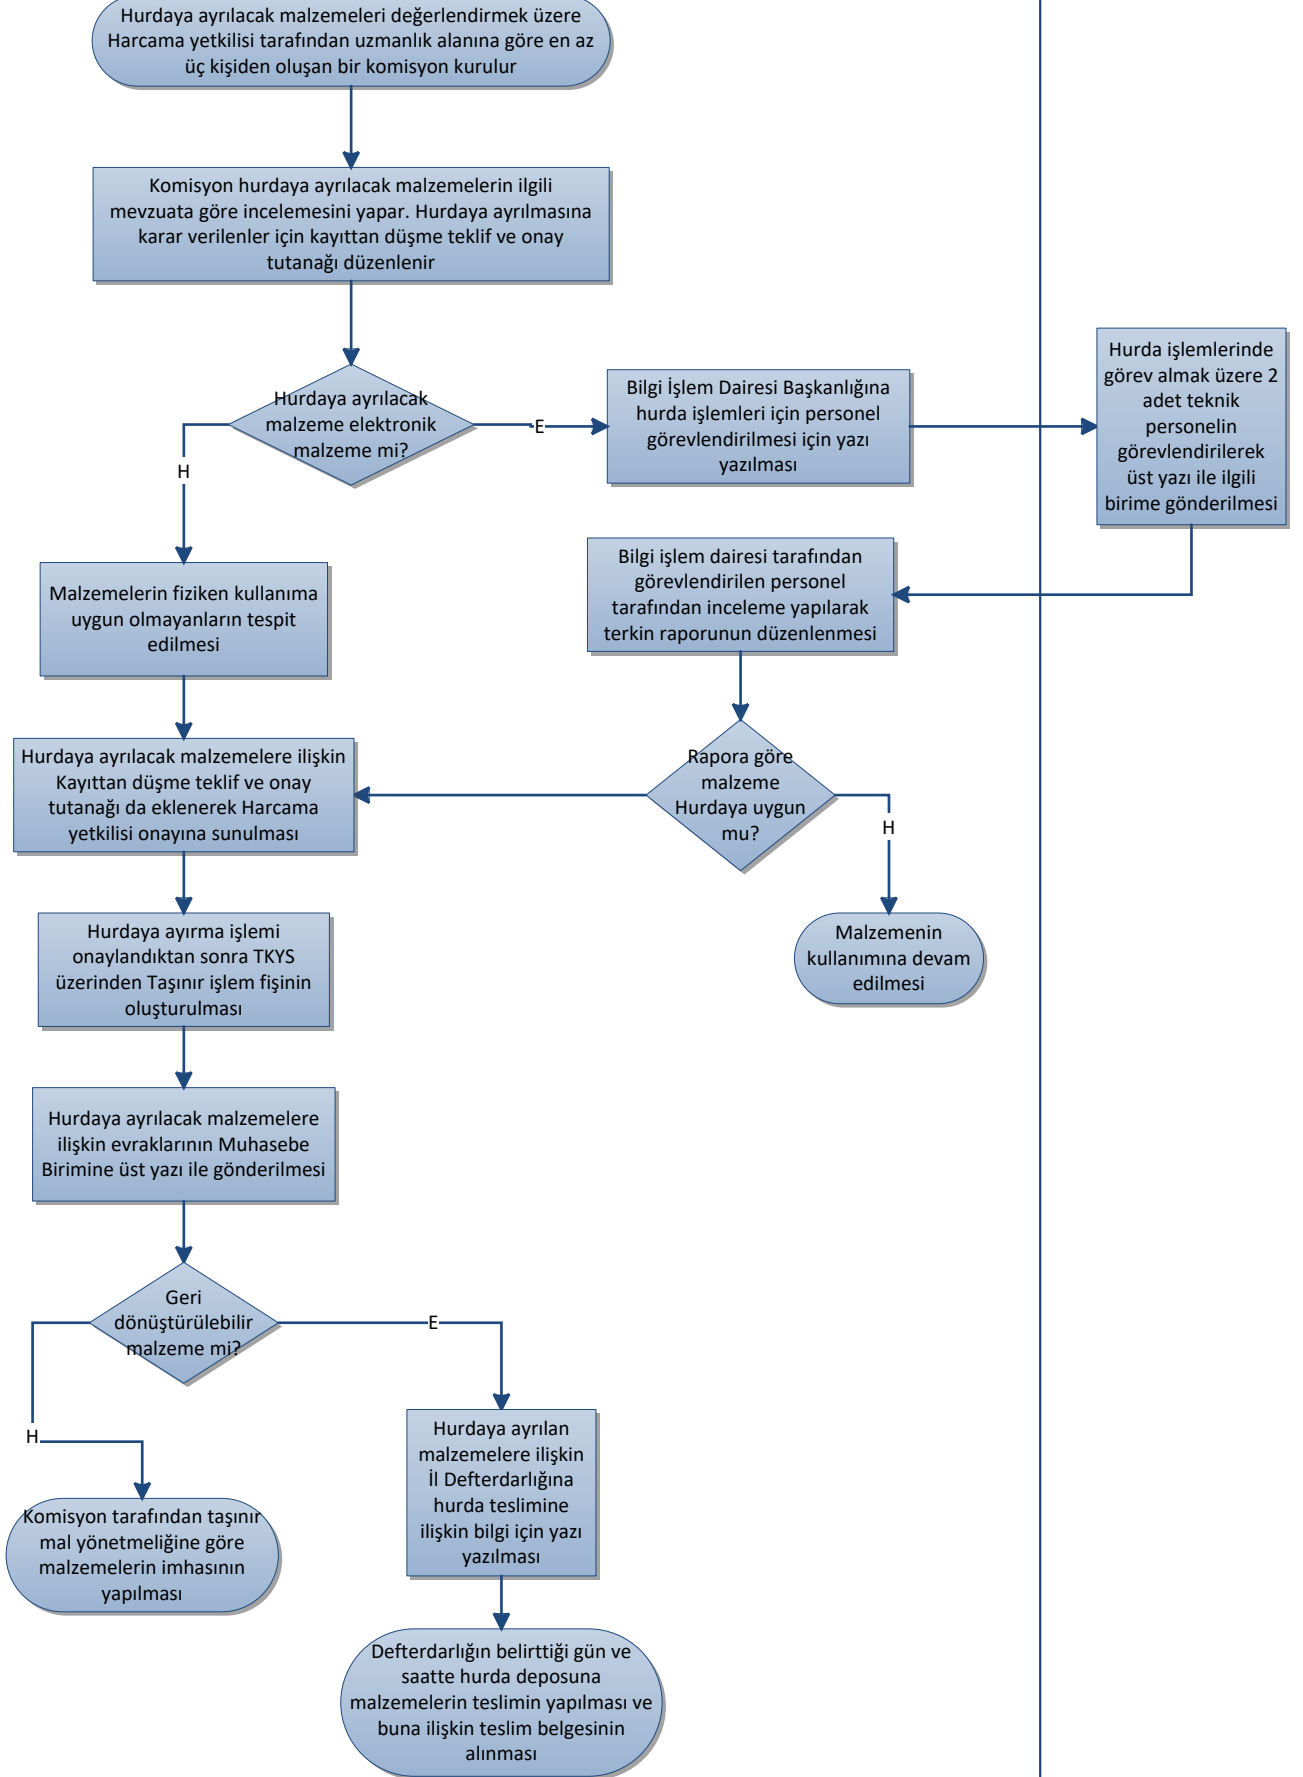 Hurdaya ayrılacak malzemeleri değerlendirmek üzere
Harcama yetkilisi tarafından uzmanlık alanına göre en az
üç kişiden oluşan bir komisyon kurulur
Komisyon hurdaya ayrılacak malzemelerin ilgili
mevzuata göre incelemesini yapar. Hurdaya ayrılmasına
karar verilenler için kayıttan düşme teklif ve onay
tutanağı düzenlenir
Hurdaya ayrılacak
malzeme elektronik
malzeme mi?
E
H
Bilgi İşlem Dairesi Başkanlığına
hurda işlemleri için personel
görevlendirilmesi için yazı
yazılması
Hurda işlemlerinde
görev almak üzere 2
adet teknik
personelin
görevlendirilerek
üst yazı ile ilgili
birime gönderilmesi
Malzemelerin fiziken kullanıma
uygun olmayanların tespit
edilmesi
Bilgi işlem dairesi tarafından
görevlendirilen personel
tarafından inceleme yapılarak
terkin raporunun düzenlenmesi
Hurdaya ayrılacak malzemelere ilişkin
Kayıttan düşme teklif ve onay
tutanağı da eklenerek Harcama
yetkilisi onayına sunulması
Rapora göre
malzeme
Hurdaya uygun
mu?
H
Malzemenin
kullanımına devam
edilmesi
Hurdaya ayırma işlemi
onaylandıktan sonra TKYS
üzerinden Taşınır işlem fişinin
oluşturulması
Hurdaya ayrılacak malzemelere
ilişkin evraklarının Muhasebe
Birimine üst yazı ile gönderilmesi
Geri
dönüştürülebilir
malzeme mi?
E
H
Hurdaya ayrılan
malzemelere ilişkin
İl Defterdarlığına
hurda teslimine
ilişkin bilgi için yazı
yazılması
Komisyon tarafından taşınır
mal yönetmeliğine göre
malzemelerin imhasının
yapılması
Defterdarlığın belirttiği gün ve
saatte hurda deposuna
malzemelerin teslimin yapılması ve
buna ilişkin teslim belgesinin
alınması